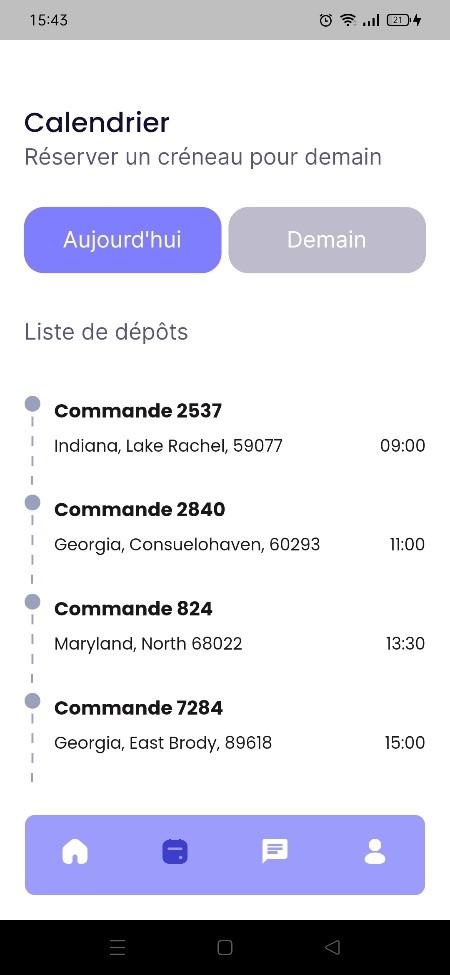 15:43
21
Calendrier
Réserver un créneau pour demain
Aujourd'hui Demain
Liste de dépôts
Commande 2537
Indiana, Lake Rachel, 59077 09:00
Commande 2840
Georgia, Consuelohaven, 60293 11:00
Commande 824
Maryland, North 68022 13:30
Commande 7284
Georgia, East Brody, 89618 15:00